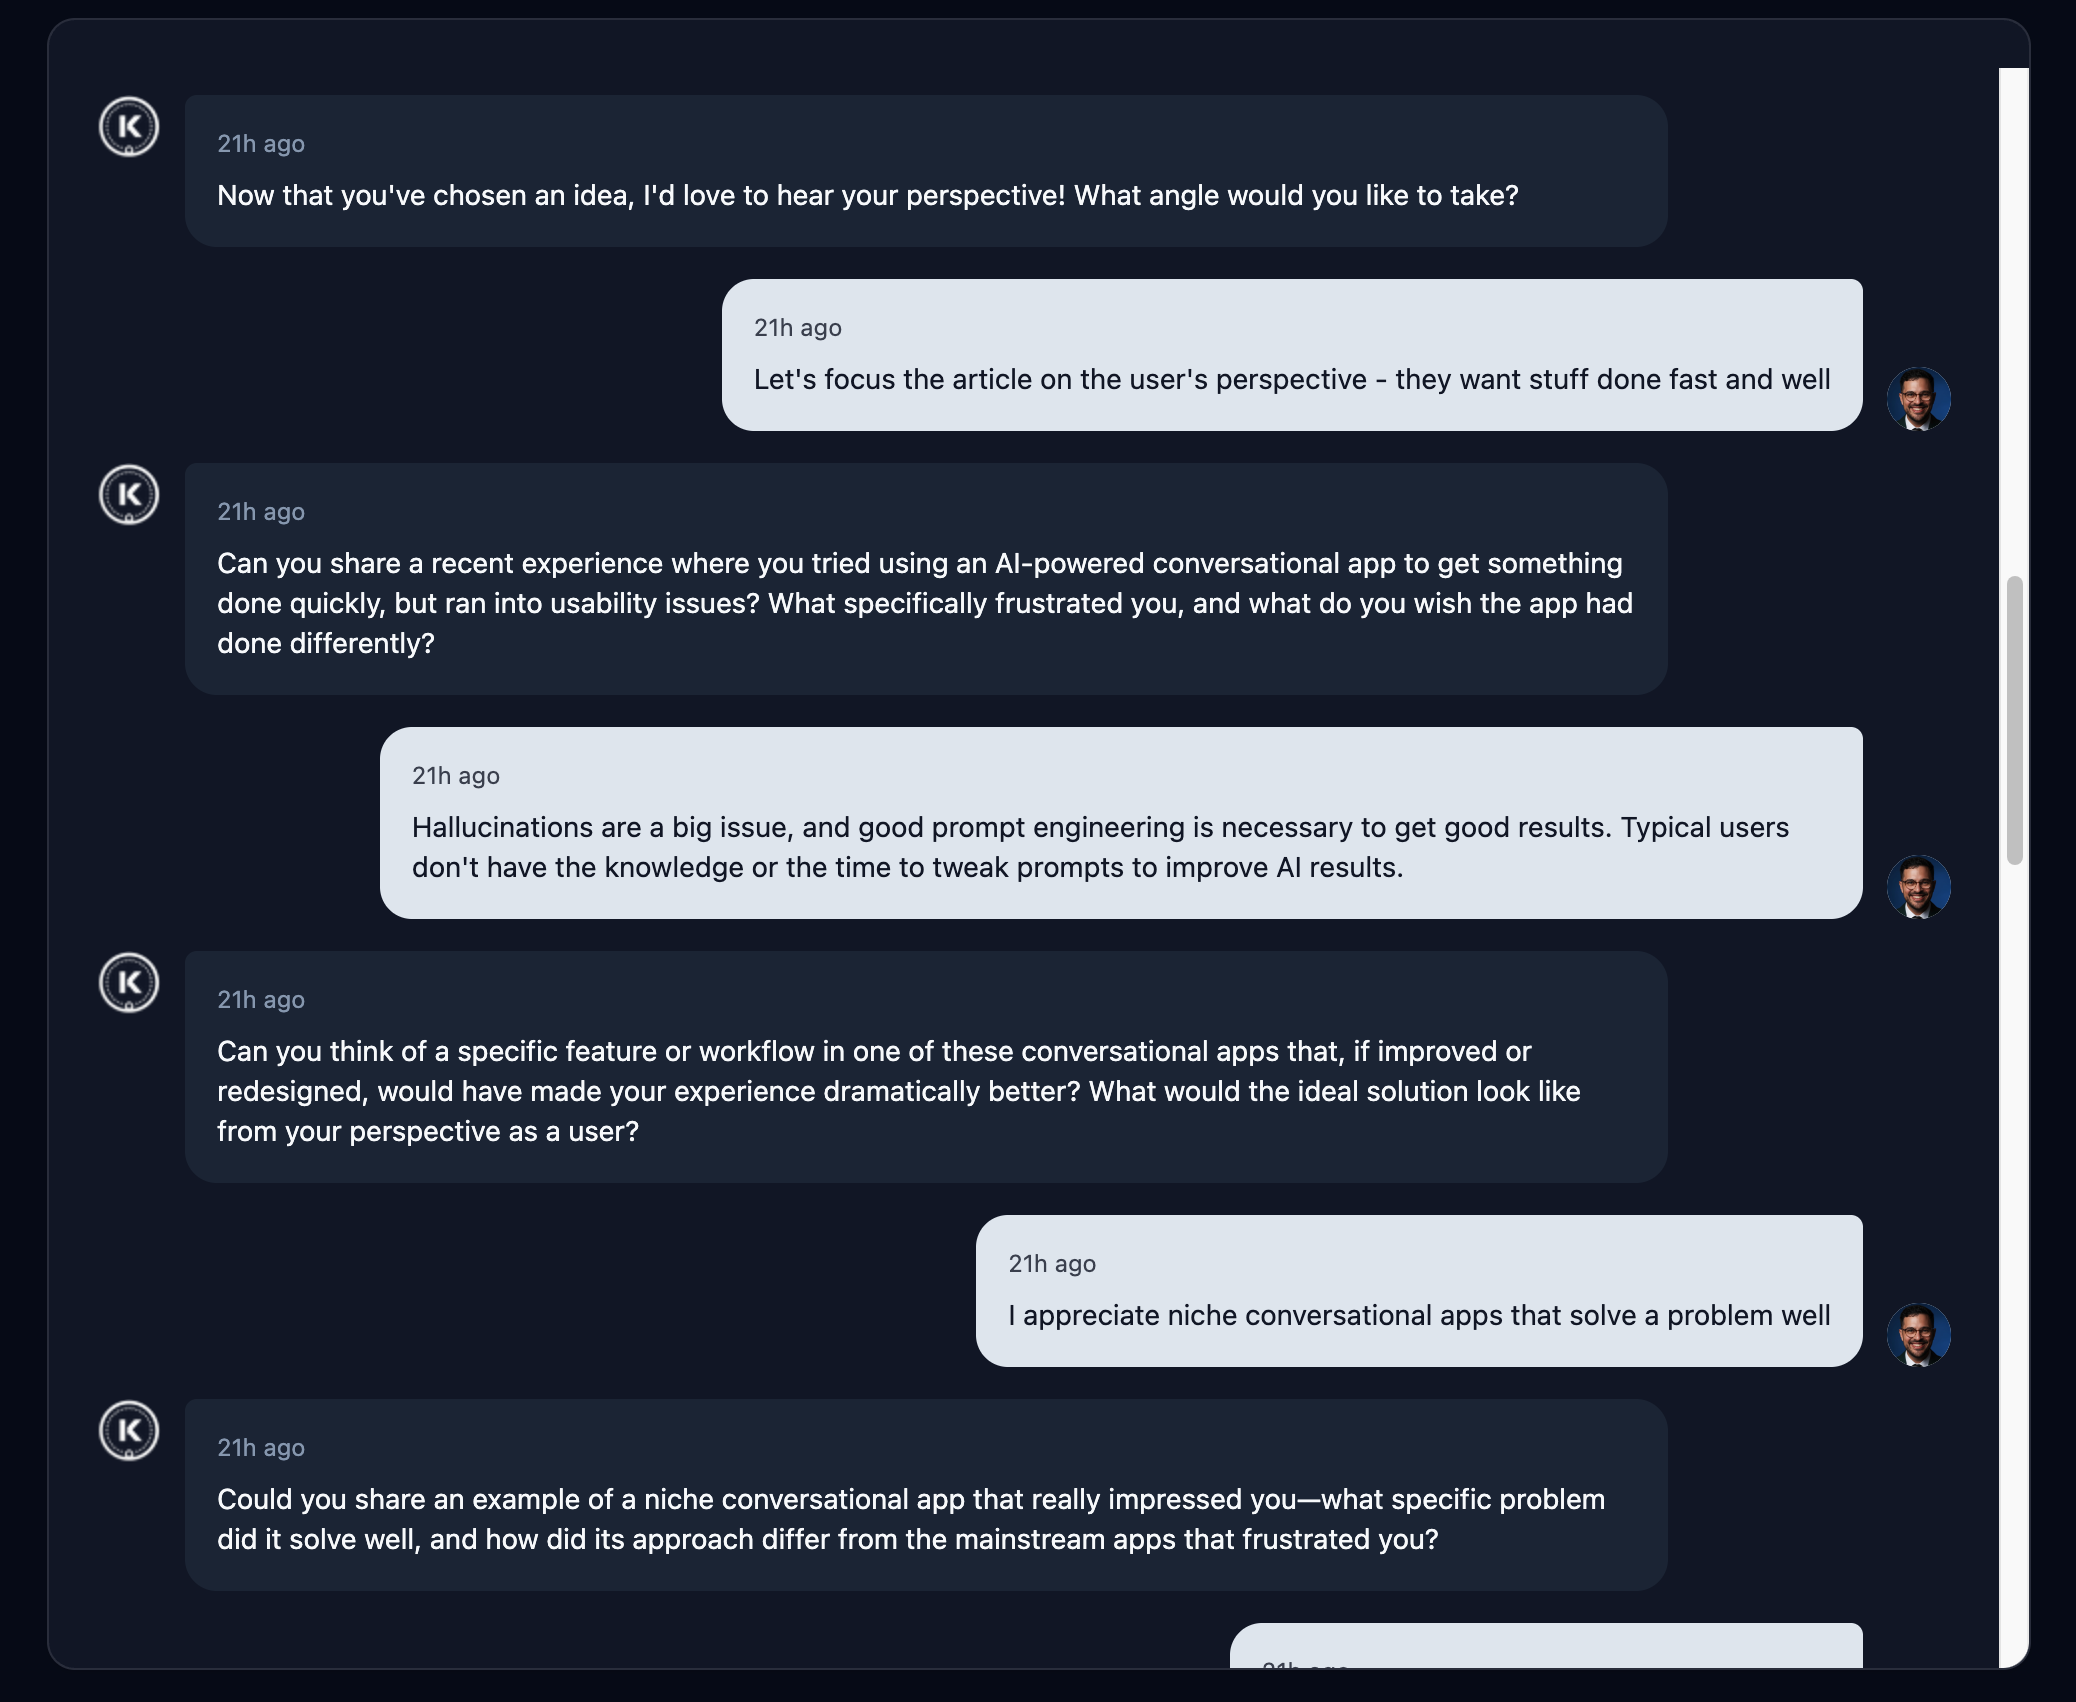 K
21h ago
Now that you've chosen an idea, I'd love to hear your perspective! What angle would you like to take?
21h ago
Let's focus the article on the user's perspective - they want stuff done fast and well
K
21h ago
Can you share a recent experience where you tried using an AI-powered conversational app to get something
done quickly, but ran into usability issues? What specifically frustrated you, and what do you wish the app had
done differently?
21h ago
Hallucinations are a big issue, and good prompt engineering is necessary to get good results. Typical users
don't have the knowledge or the time to tweak prompts to improve AI results.
K
21h ago
Can you think of a specific feature or workflow in one of these conversational apps that, if improved or
redesigned, would have made your experience dramatically better? What would the ideal solution look like
from your perspective as a user?
21h ago
I appreciate niche conversational apps that solve a problem well
K
21h ago
Could you share an example of a niche conversational app that really impressed you—what specific problem
did it solve well, and how did its approach differ from the mainstream apps that frustrated you?
21h ago